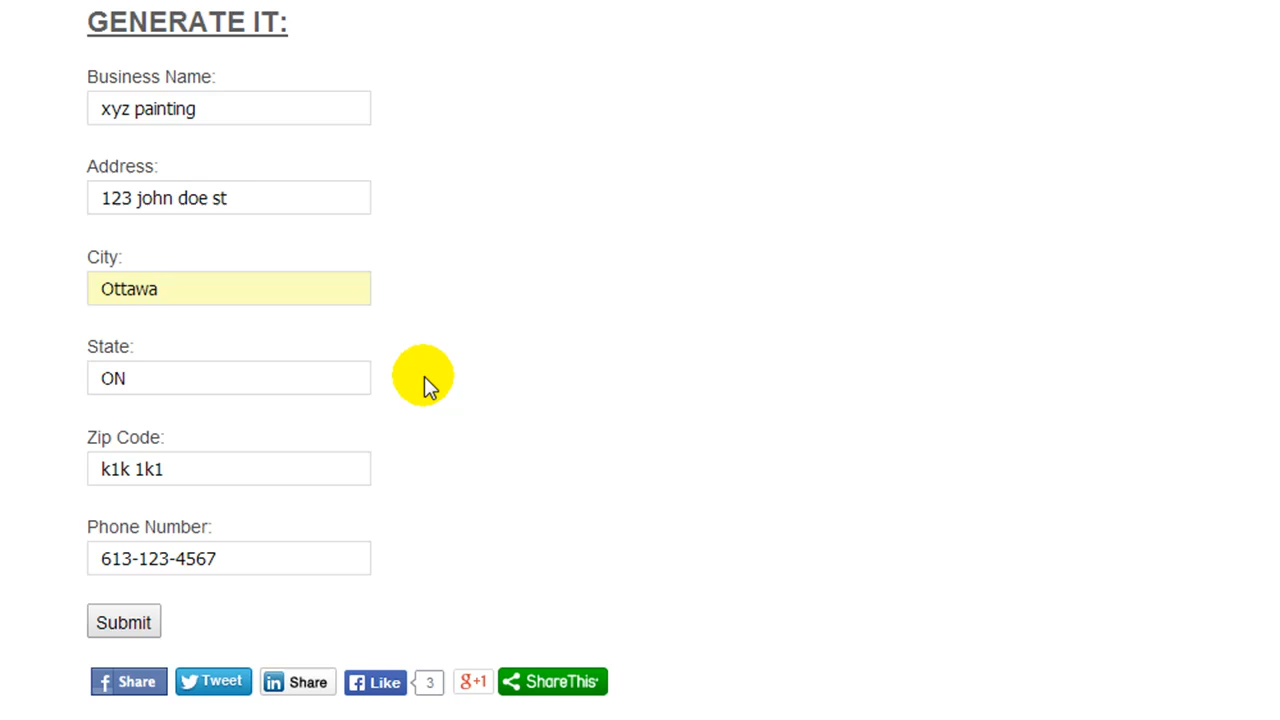 GENERATE IT:
Business Name:
xyz painting
Address:
123 john doe st
City:
Ottawa
State:
ON
Zip Code:
k1k 1k1
Phone Number:
613-123-4567
Submit
f Share Tweet in Share f Like 3 g+1 ShareThis